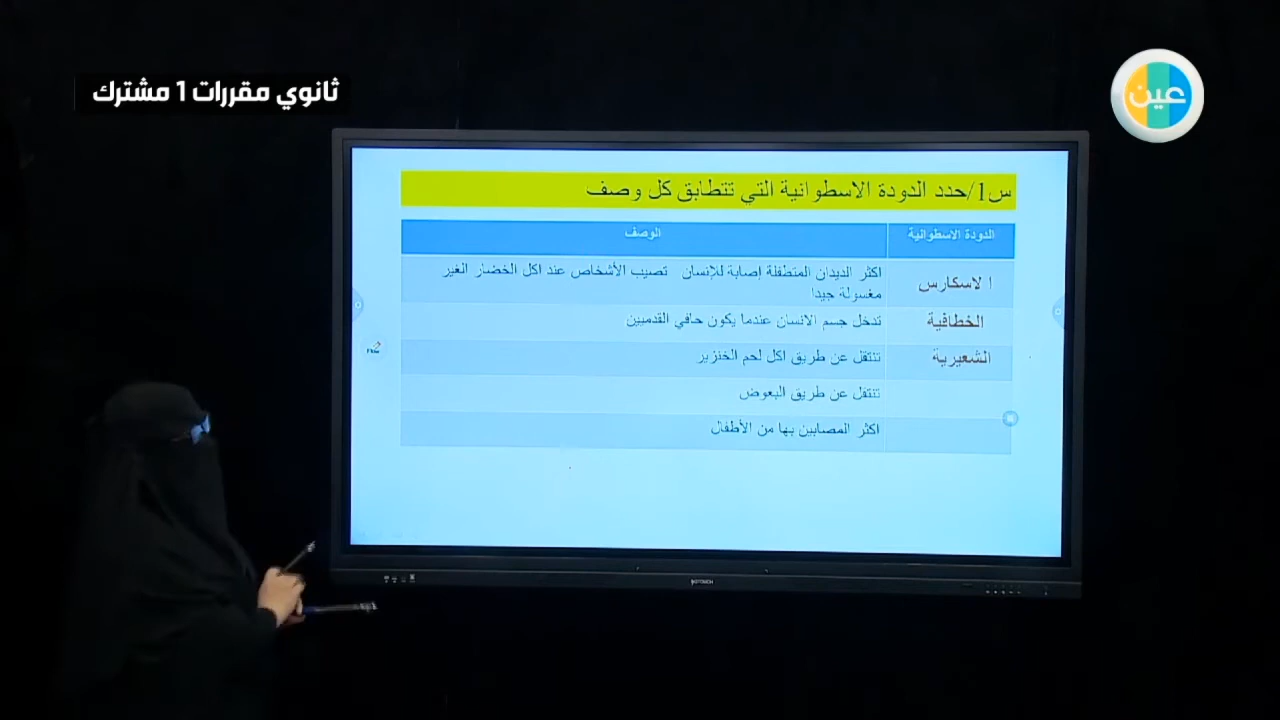 ثانوي مقررات 1 مشترك
عين
س1/حدد الدودة الاسطوانية التي تتطابق كل وصف
الدودة الاسطوانية
الوصف
الاسكارس
اكثر الديدان المتطفلة إصابة للإنسان تصيب الأشخاص عند اكل الخضار الغير
مغسولة جيدا
الخطافية
تدخل جسم الانسان عندما يكون حافي القدميين
الشعيرية
تنتقل عن طريق اكل لحم الخنزير
تنتقل عن طريق البعوض
اكثر المصابين بها من الأطفال